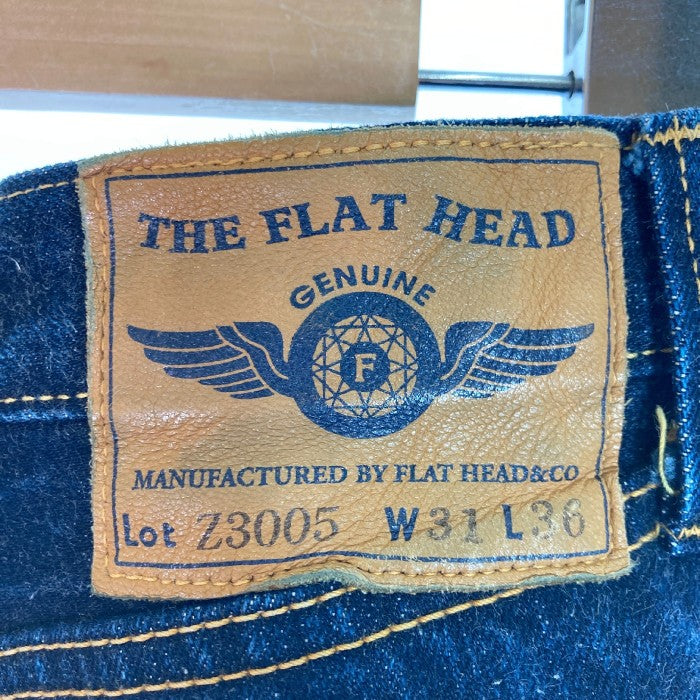 THE FLAT HEAD
GENUINE
F
MANUFACTURED BY FLAT HEAD&CO
Lot Z3005 W31 L36